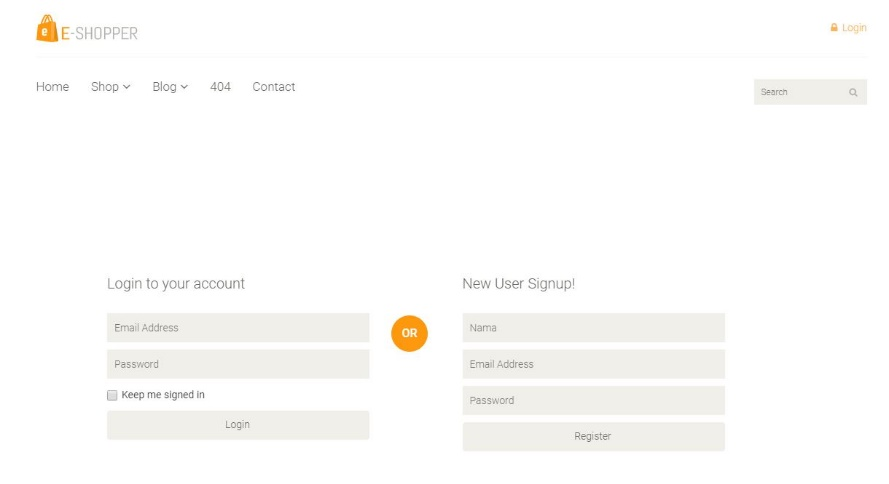 e E-SHOPPER
Login
Home Shop Blog 404 Contact
Search
Login to your account
New User Signup!
Email Address
Password
Keep me signed in
Login
OR
Nama
Email Address
Password
Register